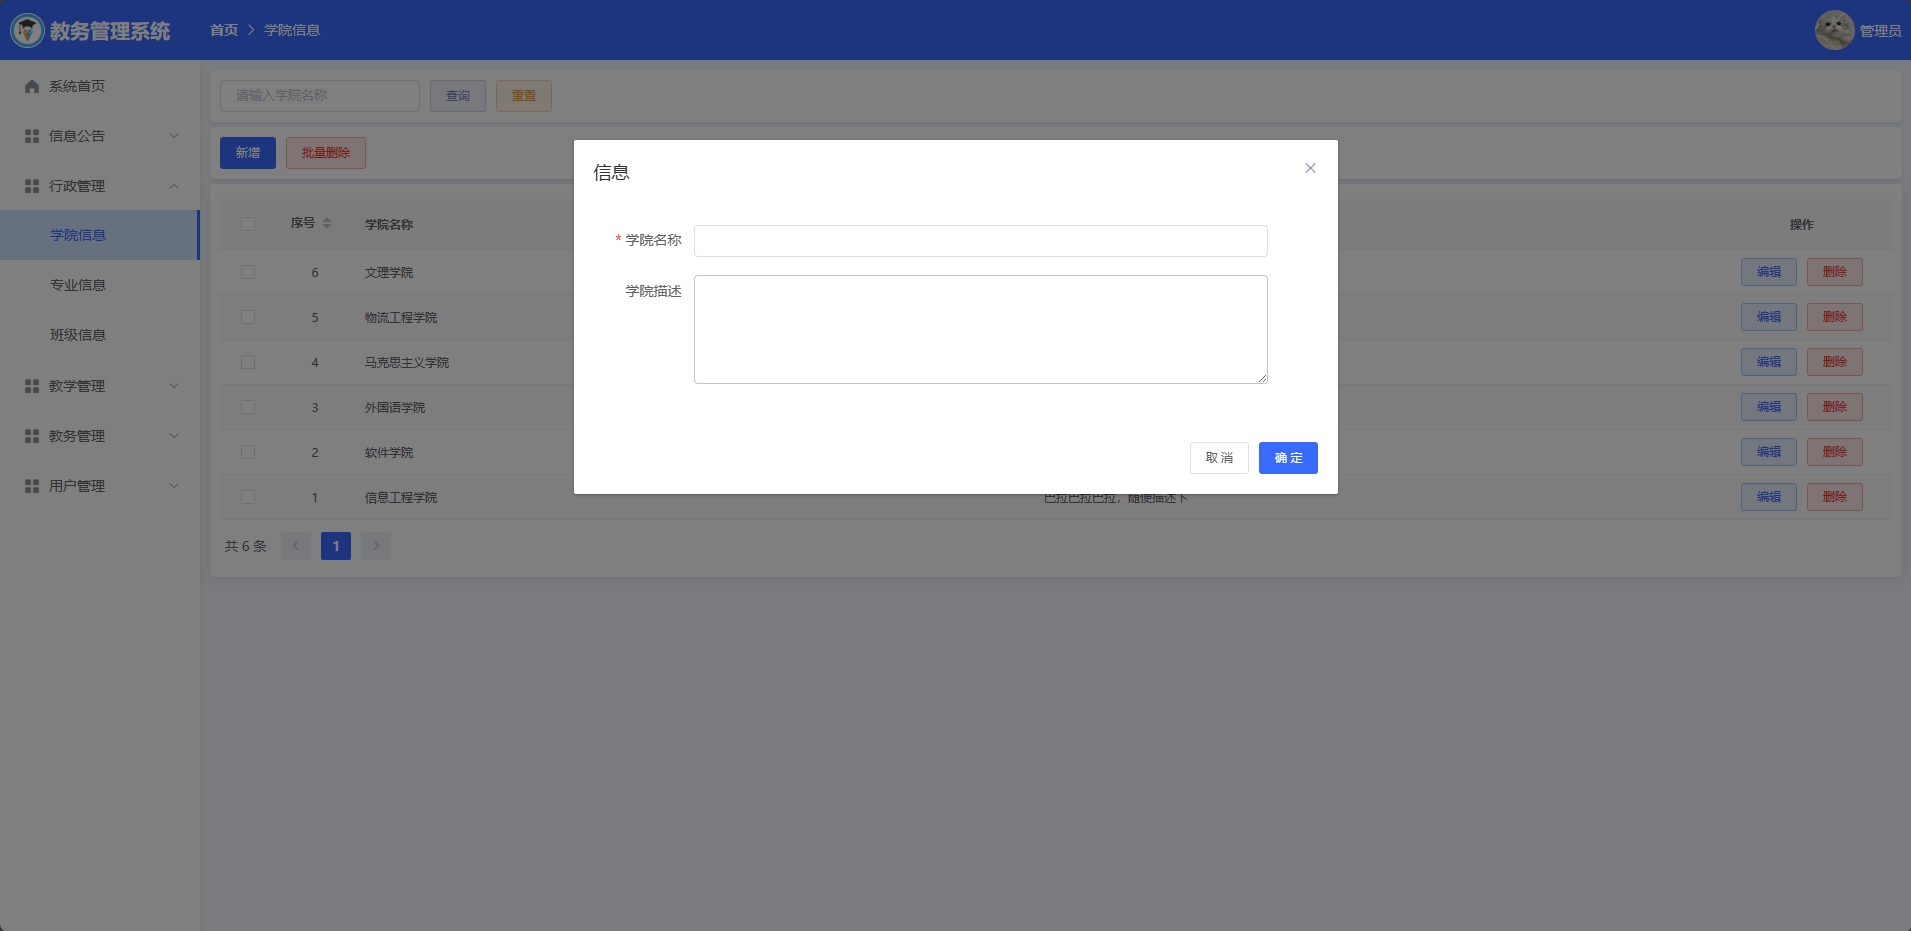 教务管理系统
首页 > 学院信息
管理员
系统首页
信息公告
行政管理
学院信息
专业信息
班级信息
教学管理
教务管理
用户管理
请输入学院名称
查询
重置
新增
批量删除
序号 学院名称 操作
6 文理学院 编辑 删除
5 物流工程学院 编辑 删除
4 马克思主义学院 编辑 删除
3 外国语学院 编辑 删除
2 软件学院 编辑 删除
1 信息工程学院 巴拉巴拉巴拉，随便描述下 编辑 删除
共 6 条
1
信息
* 学院名称
学院描述
取 消
确 定